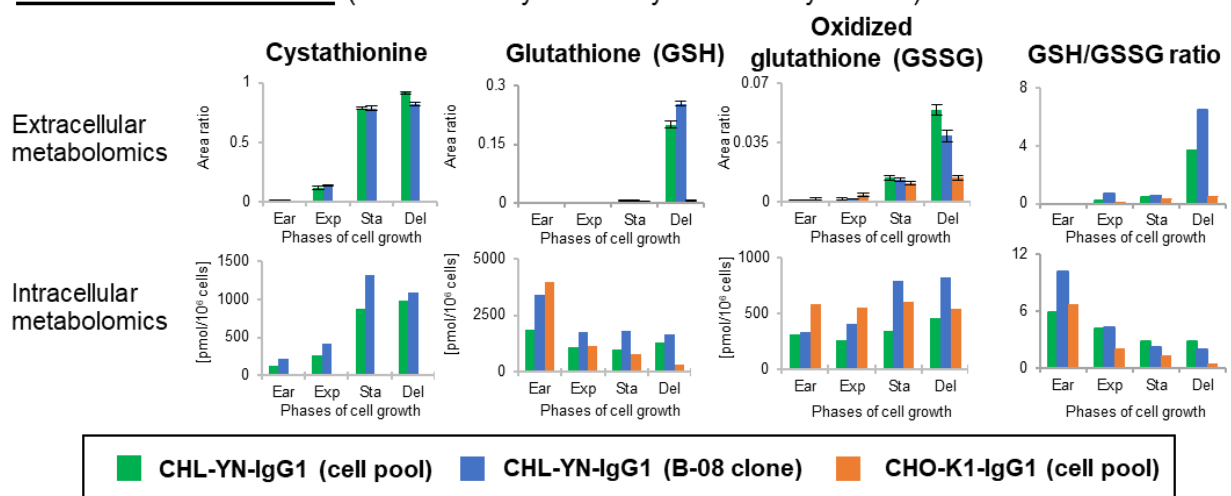 Cystathionine
Glutathione (GSH)
Oxidized
glutathione (GSSG)
GSH/GSSG ratio
Extracellular
metabolomics
Area ratio
1
0.5
0
Ear Exp Sta Del
Phases of cell growth
Area ratio
0.3
0.15
0
Ear Exp Sta Del
Phases of cell growth
Area ratio
0.07
0.035
0
Ear Exp Sta Del
Phases of cell growth
8
4
0
Ear Exp Sta Del
Phases of cell growth
Intracellular
metabolomics
[pmol/10⁶ cells]
1500
1000
500
0
Ear Exp Sta Del
Phases of cell growth
[pmol/10⁶ cells]
5000
2500
0
Ear Exp Sta Del
Phases of cell growth
[pmol/10⁶ cells]
1000
500
0
Ear Exp Sta Del
Phases of cell growth
12
6
0
Ear Exp Sta Del
Phases of cell growth
CHL-YN-IgG1 (cell pool) CHL-YN-IgG1 (B-08 clone) CHO-K1-IgG1 (cell pool)